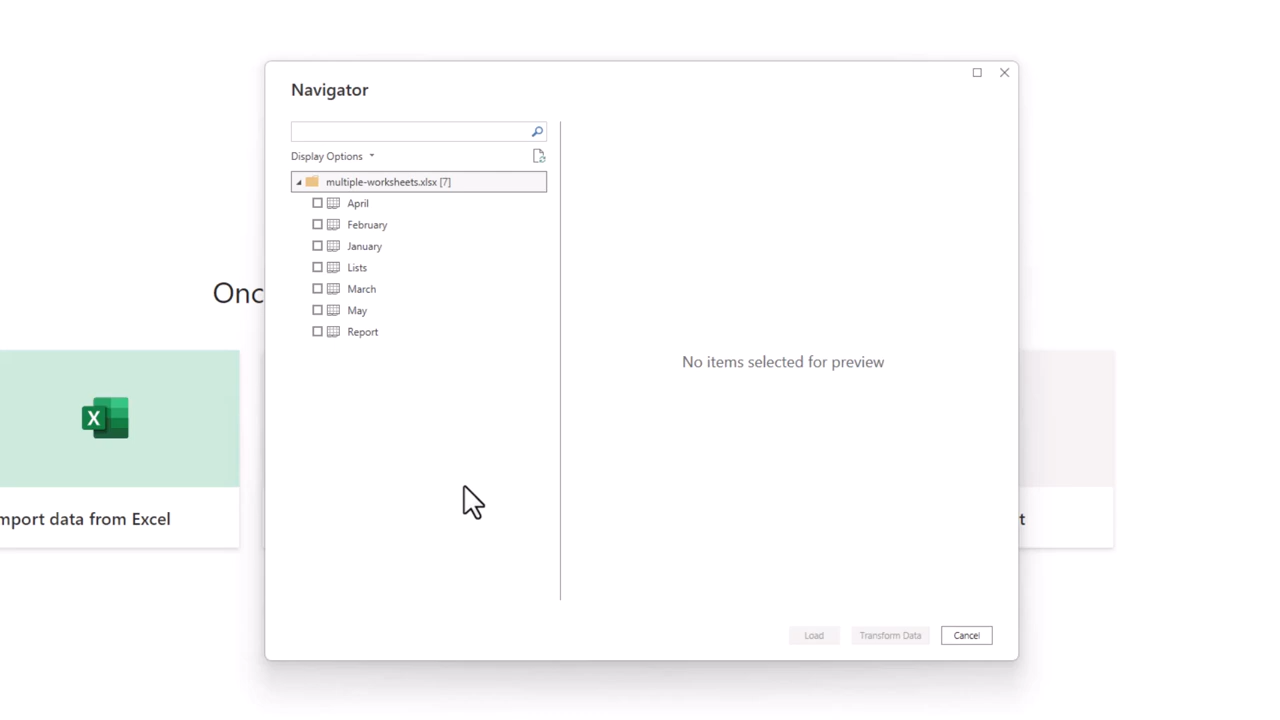 Navigator
Display Options
multiple-worksheets.xlsx [7]
April
February
January
Lists
March
May
Report
No items selected for preview
Load
Transform Data
Cancel
Onc
X
mport data from Excel
t